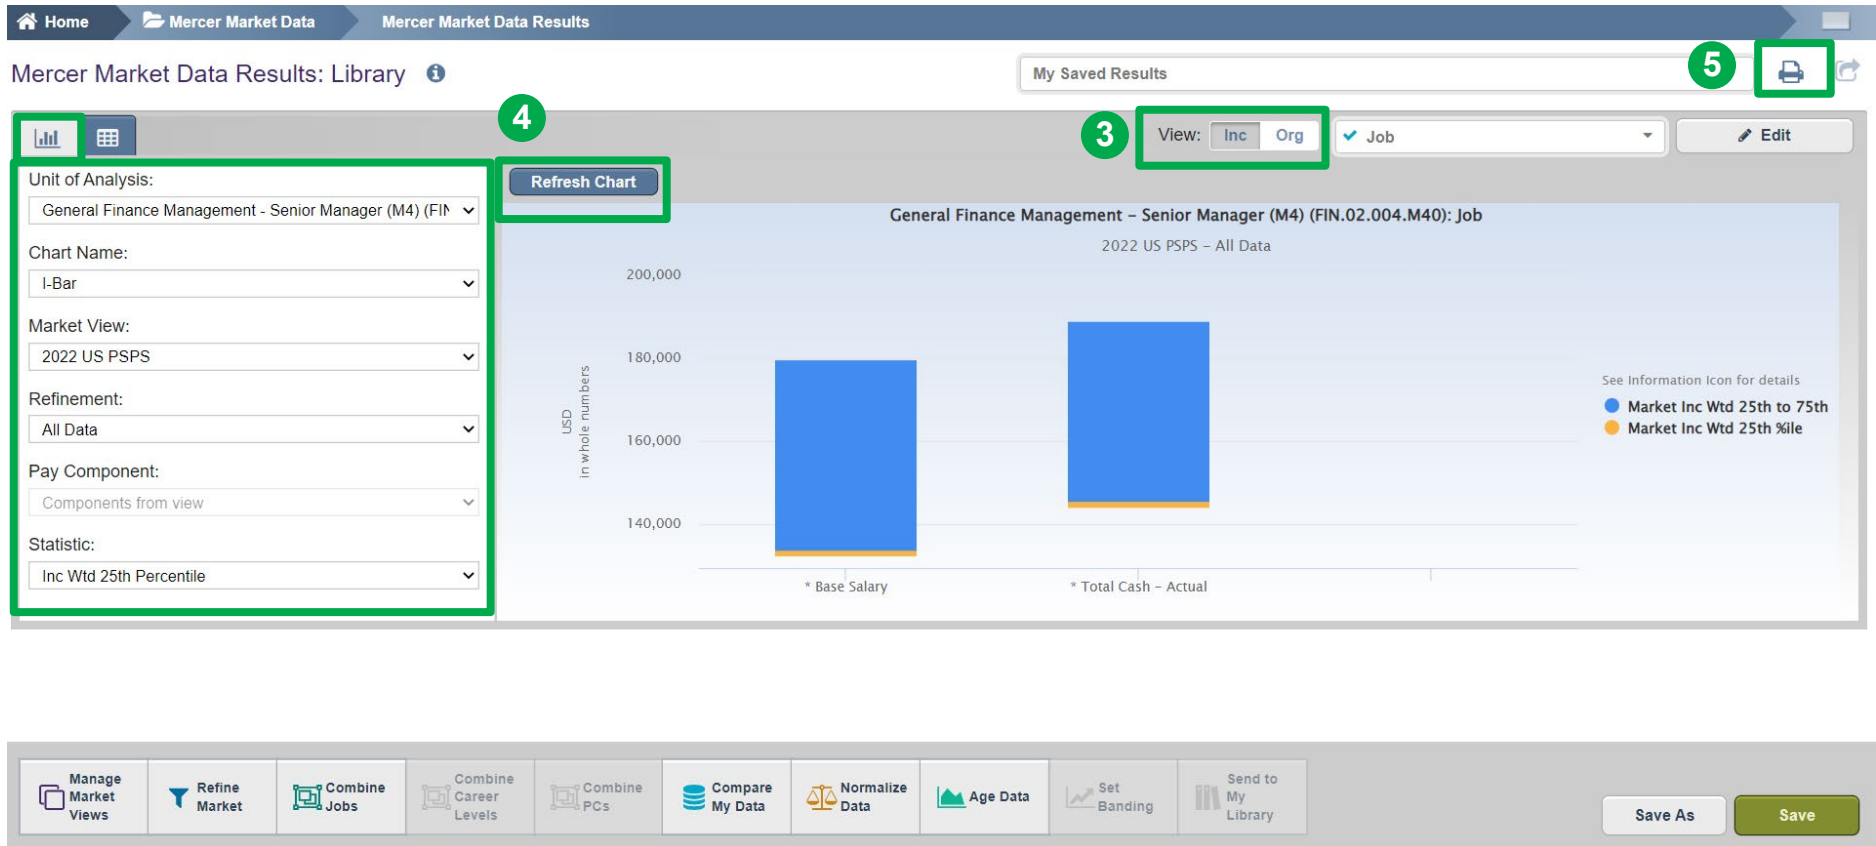 Home
Mercer Market Data
Mercer Market Data Results
Mercer Market Data Results: Library
My Saved Results
5
4
3
View:
Inc
Org
Job
Edit
Unit of Analysis:
General Finance Management - Senior Manager (M4) (FIN
Chart Name:
I-Bar
Market View:
2022 US PSPS
Refinement:
All Data
Pay Component:
Components from view
Statistic:
Inc Wtd 25th Percentile
Refresh Chart
General Finance Management – Senior Manager (M4) (FIN.02.004.M40): Job
2022 US PSPS – All Data
200,000
180,000
160,000
140,000
USD
in whole numbers
* Base Salary
* Total Cash – Actual
See Information Icon for details
Market Inc Wtd 25th to 75th
Market Inc Wtd 25th %ile
Manage
Market
Views
Refine
Market
Combine
Jobs
Combine
Career
Levels
Combine
PCs
Compare
My Data
Normalize
Data
Age Data
Set
Banding
Send to
My
Library
Save As
Save